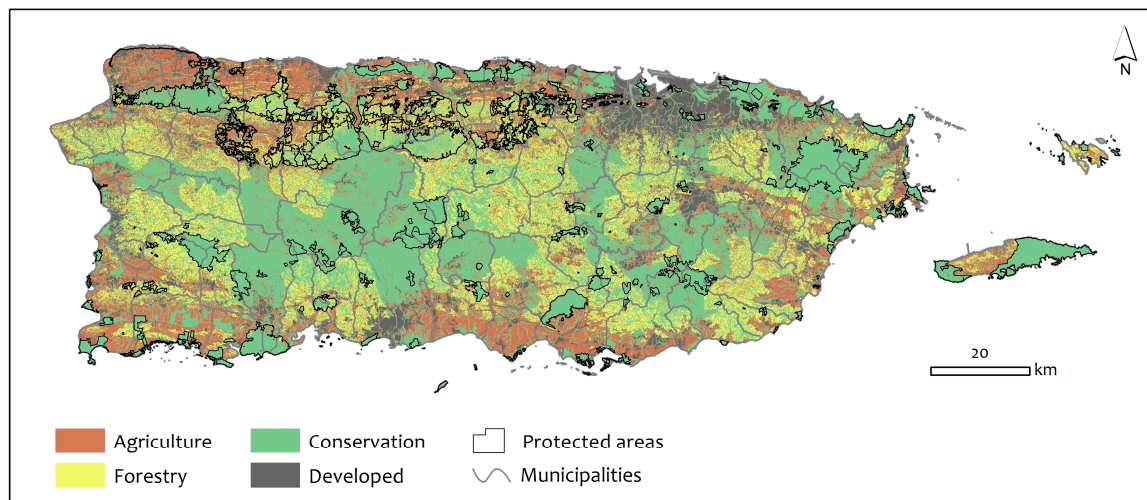 N
20
km
Agriculture
Conservation
Protected areas
Forestry
Developed
Municipalities